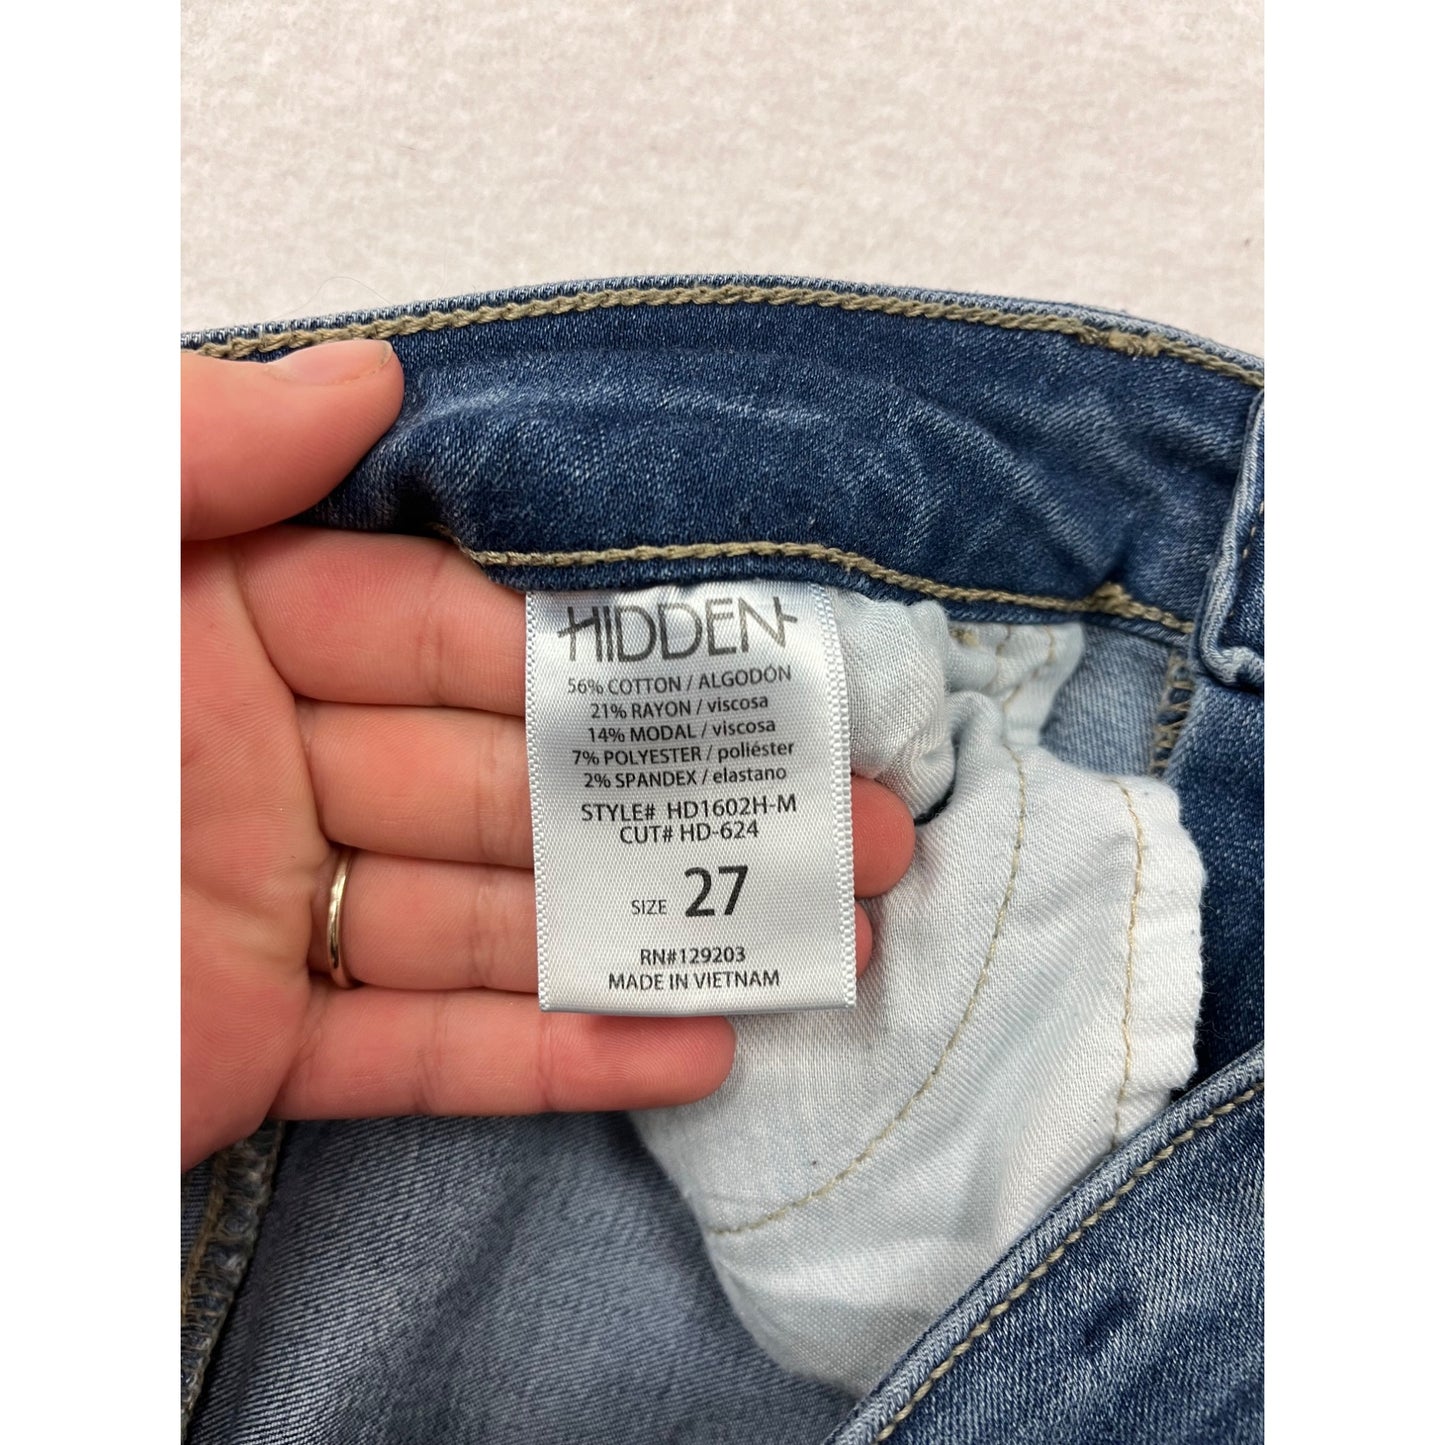 HIDDEN
56% COTTON / ALGODÓN
21% RAYON / viscosa
14% MODAL / viscosa
7% POLYESTER / poliéster
2% SPANDEX / elastano
STYLE# HD1602H-M
CUT# HD-624
SIZE 27
RN#129203
MADE IN VIETNAM